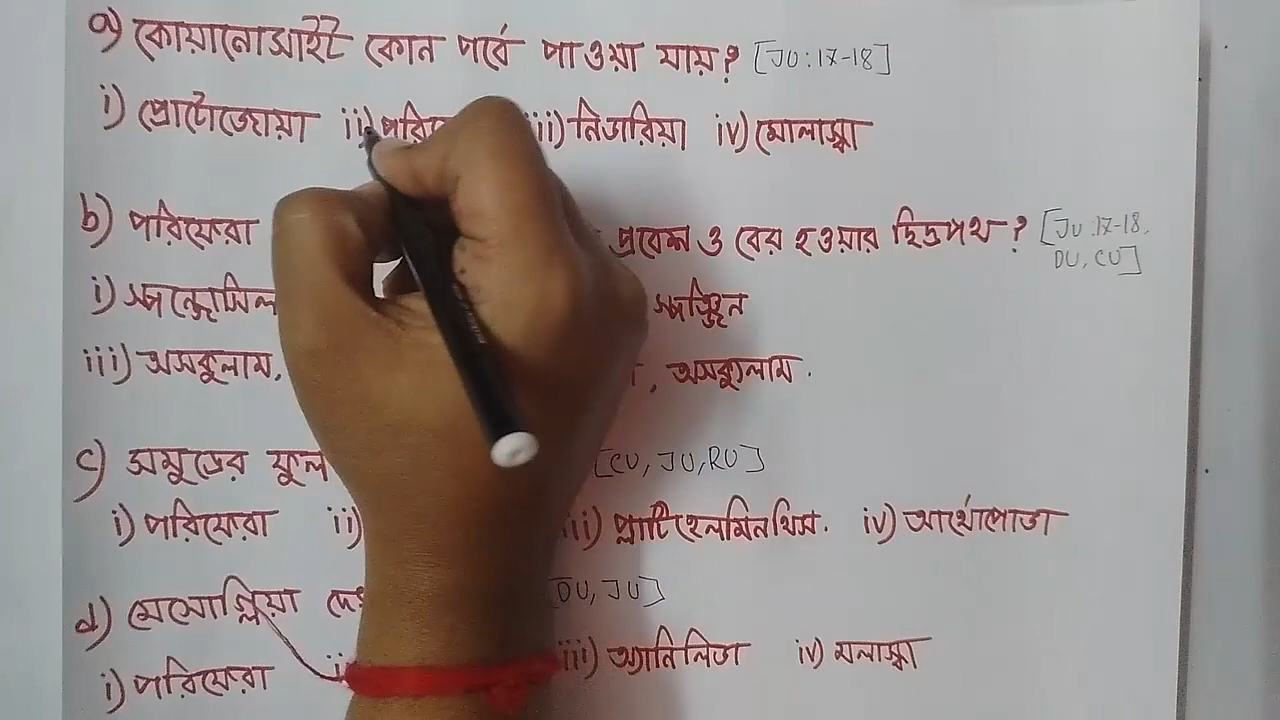 a) কোয়ানোসাইট কোন পর্বে পাওয়া যায়? [JU:17-18]
i) প্রোটোজোয়া ii) iii) নিডারিয়া iv) মোলাস্কা
b) পরিফেরা প্রবেশ ও বের হওয়ার ছিদ্রপথ? [JU:17-18,
DU, CU]
i) স্পঞ্জোসিল স্পঞ্জিন
iii) অসকুলাম, , অসকুলাম.
c) সমুদ্রের ফুল [CU, JU, RU]
i) পরিফেরা ii) iii) প্লাটিহেলমিনথিস. iv) আর্থোপোডা
d) মেসোগ্লিয়া [DU, JU]
i) পরিফেরা iii) অ্যানিলিডা iv) মলাস্কা